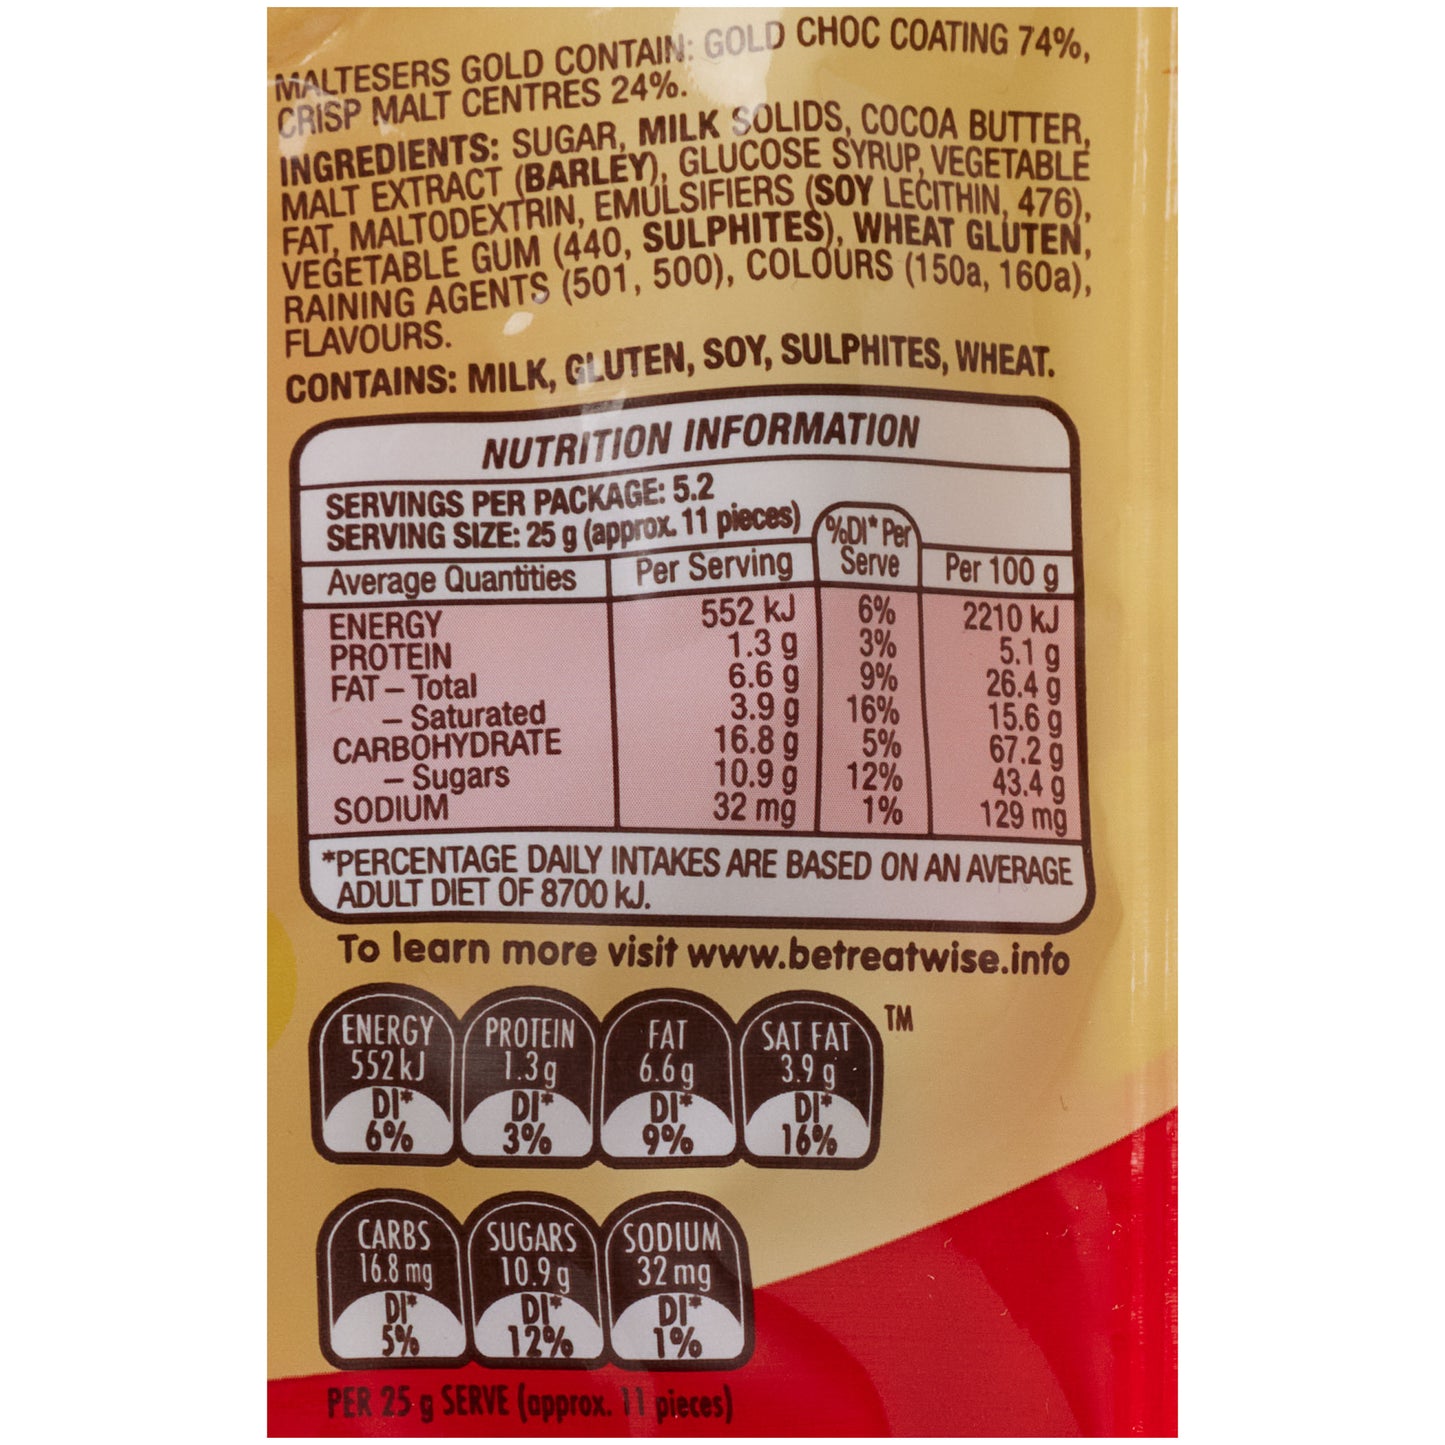 MALTESERS GOLD CONTAIN: GOLD CHOC COATING 74%,
CRISP MALT CENTRES 24%.
INGREDIENTS: SUGAR, MILK SOLIDS, COCOA BUTTER,
MALT EXTRACT (BARLEY), GLUCOSE SYRUP, VEGETABLE
FAT, MALTODEXTRIN, EMULSIFIERS (SOY LECITHIN, 476),
VEGETABLE GUM (440, SULPHITES), WHEAT GLUTEN,
RAINING AGENTS (501, 500), COLOURS (150a, 160a),
FLAVOURS.
CONTAINS: MILK, GLUTEN, SOY, SULPHITES, WHEAT.
NUTRITION INFORMATION
SERVINGS PER PACKAGE: 5.2
SERVING SIZE: 25 g (approx. 11 pieces)
Average Quantities Per Serving %DI* Per Serve Per 100 g
ENERGY 552 kJ 6% 2210 kJ
PROTEIN 1.3 g 3% 5.1 g
FAT – Total 6.6 g 9% 26.4 g
– Saturated 3.9 g 16% 15.6 g
CARBOHYDRATE 16.8 g 5% 67.2 g
– Sugars 10.9 g 12% 43.4 g
SODIUM 32 mg 1% 129 mg
*PERCENTAGE DAILY INTAKES ARE BASED ON AN AVERAGE
ADULT DIET OF 8700 kJ.
To learn more visit www.betreatwise.info
ENERGY PROTEIN FAT SAT FAT TM
552 kJ 1.3 g 6.6 g 3.9 g
DI* DI* DI* DI*
6% 3% 9% 16%
CARBS SUGARS SODIUM
16.8 mg 10.9 g 32 mg
DI* DI* DI*
5% 12% 1%
PER 25 g SERVE (approx. 11 pieces)